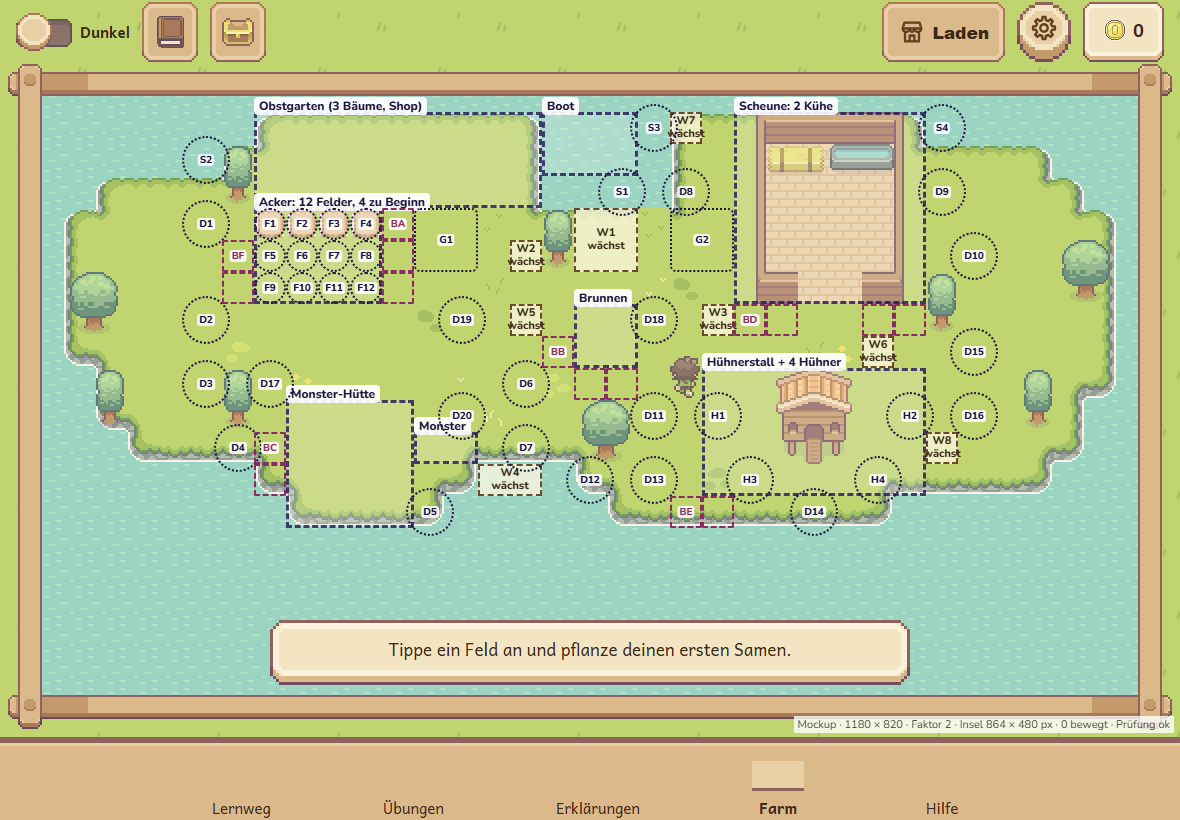 Dunkel
Laden
0
Obstgarten (3 Bäume, Shop)
Boot
Scheune: 2 Kühe
S3
W7
wächst
S4
S2
S1
D8
D9
Acker: 12 Felder, 4 zu Beginn
D1
F1
F2
F3
F4
BA
G1
W1
wächst
G2
BF
F5
F6
F7
F8
W2
wächst
D10
F9
F10
F11
F12
Brunnen
D2
D19
W5
wächst
D18
W3
wächst
BD
BB
W6
wächst
D15
Hühnerstall + 4 Hühner
D3
D17
D6
Monster-Hütte
D20
Monster
D11
H1
H2
D16
D4
BC
D7
W8
wächst
W4
wächst
D12
D13
H3
H4
D5
BE
D14
Tippe ein Feld an und pflanze deinen ersten Samen.
Mockup · 1180 × 820 · Faktor 2 · Insel 864 × 480 px · 0 bewegt · Prüfung ok
Lernweg
Übungen
Erklärungen
Farm
Hilfe